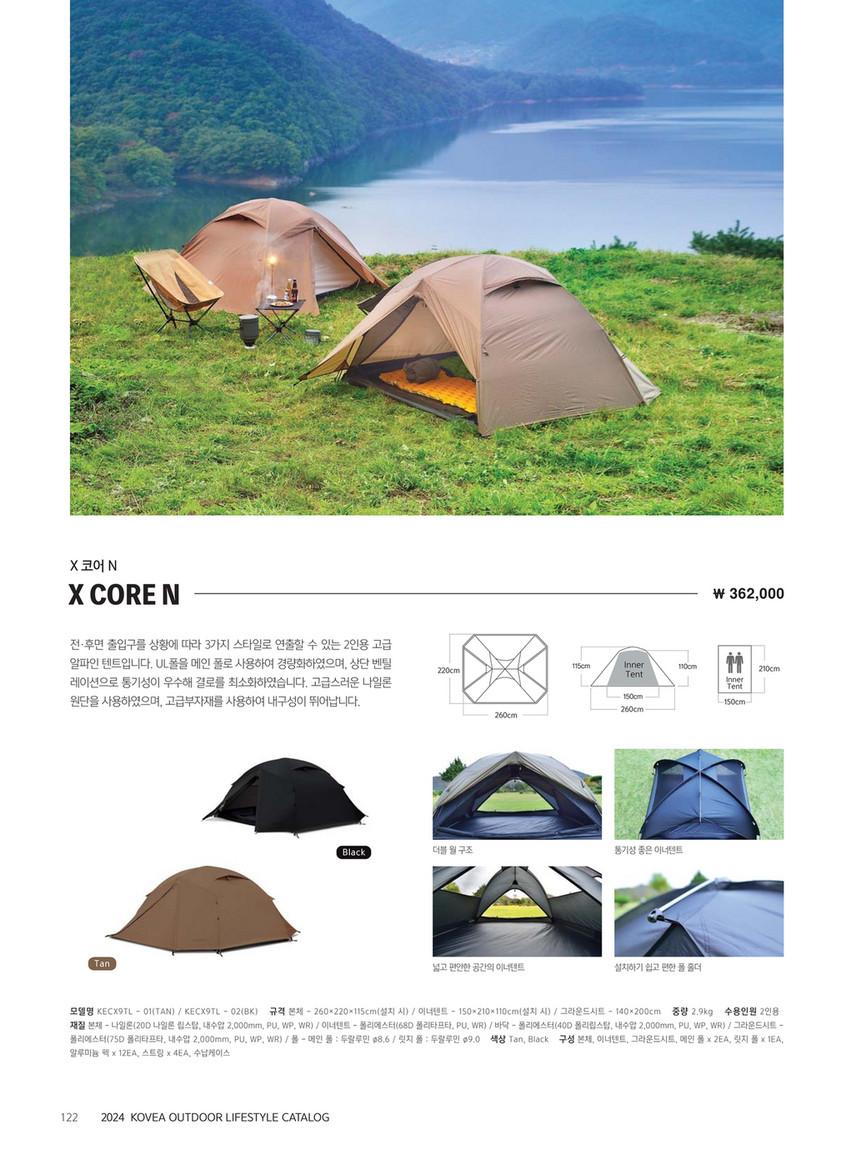 X 코어 N
X CORE N
₩ 362,000
전·후면 출입구를 상황에 따라 3가지 스타일로 연출할 수 있는 2인용 고급
알파인 텐트입니다. UL폴을 메인 폴로 사용하여 경량화하였으며, 상단 벤틸
레이션으로 통기성이 우수해 결로를 최소화하였습니다. 고급스러운 나일론
원단을 사용하였으며, 고급부자재를 사용하여 내구성이 뛰어납니다.
220cm
260cm
115cm
Inner
Tent
110cm
150cm
260cm
Inner
Tent
210cm
150cm
Black
Tan
더블 월 구조
통기성 좋은 이너텐트
넓고 편안한 공간의 이너텐트
설치하기 쉽고 편한 폴 홀더
모델명 KECX9TL - 01(TAN) / KECX9TL - 02(BK) 규격 본체 - 260×220×115cm(설치 시) / 이너텐트 - 150×210×110cm(설치 시) / 그라운드시트 - 140×200cm 중량 2.9kg 수용인원 2인용
재질 본체 - 나일론(20D 나일론 립스탑, 내수압 2,000mm, PU, WP, WR) / 이너텐트 - 폴리에스터(68D 폴리타프타, PU, WR) / 바닥 - 폴리에스터(40D 폴리립스탑, 내수압 2,000mm, PU, WP, WR) / 그라운드시트 -
폴리에스터(75D 폴리타프타, 내수압 2,000mm, PU, WP, WR) / 폴 - 메인 폴 : 두랄루민 ø8.6 / 릿지 폴 : 두랄루민 ø9.0 색상 Tan, Black 구성 본체, 이너텐트, 그라운드시트, 메인 폴 x 2EA, 릿지 폴 x 1EA,
알루미늄 펙 x 12EA, 스트링 x 4EA, 수납케이스
122 2024 KOVEA OUTDOOR LIFESTYLE CATALOG